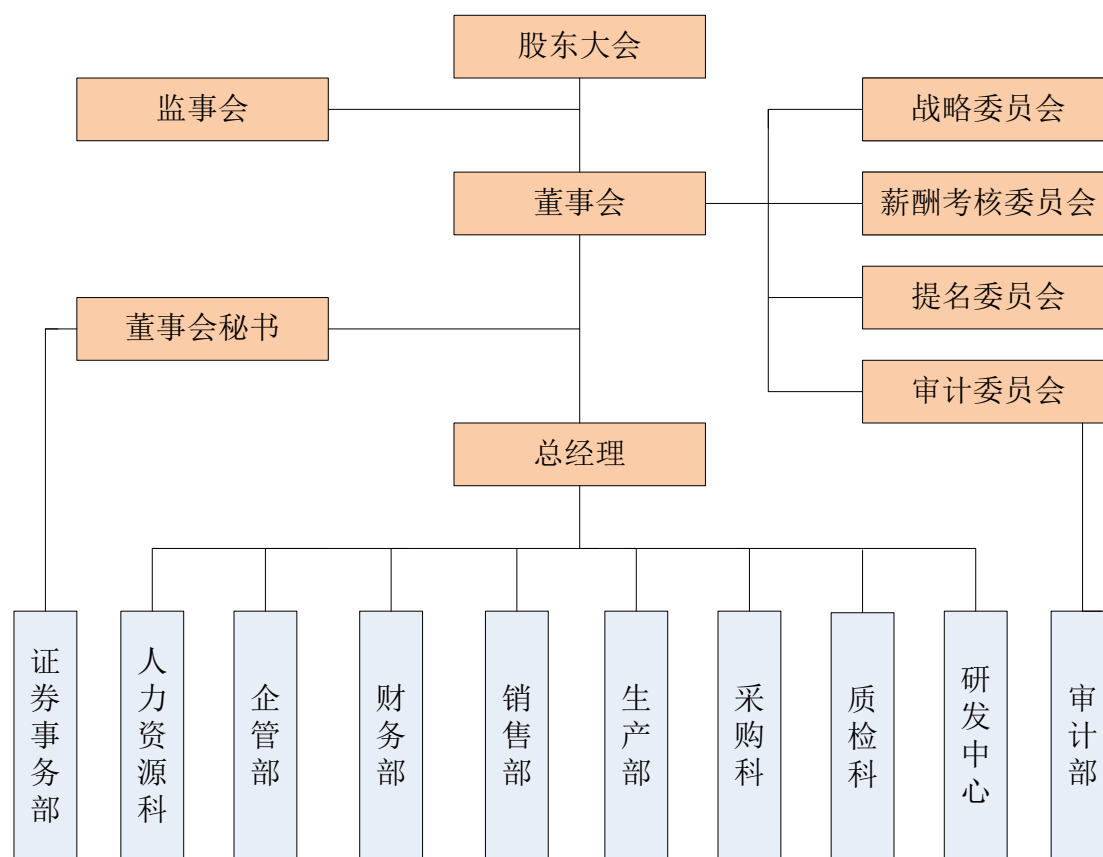 股东大会
监事会
战略委员会
董事会
薪酬考核委员会
提名委员会
董事会秘书
审计委员会
总经理
证券事务部
人力资源科
企管部
财务部
销售部
生产部
采购科
质检科
研发中心
审计部